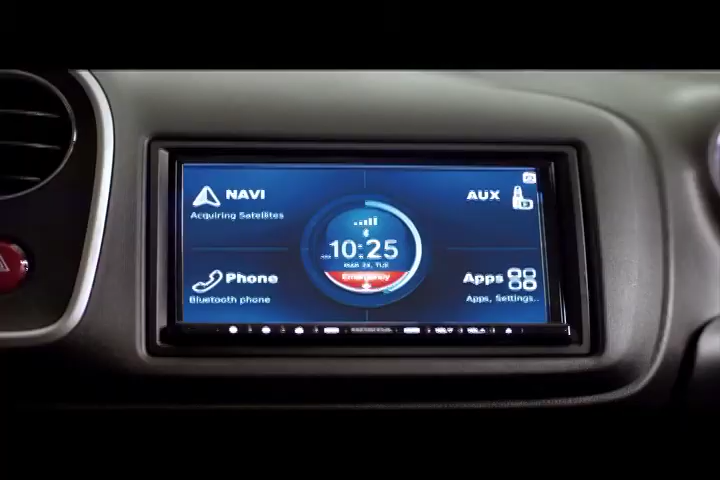 NAVI
Acquiring Satellites
AUX
10:25
Emergency
Phone
Bluetooth phone
Apps
Apps, Settings..